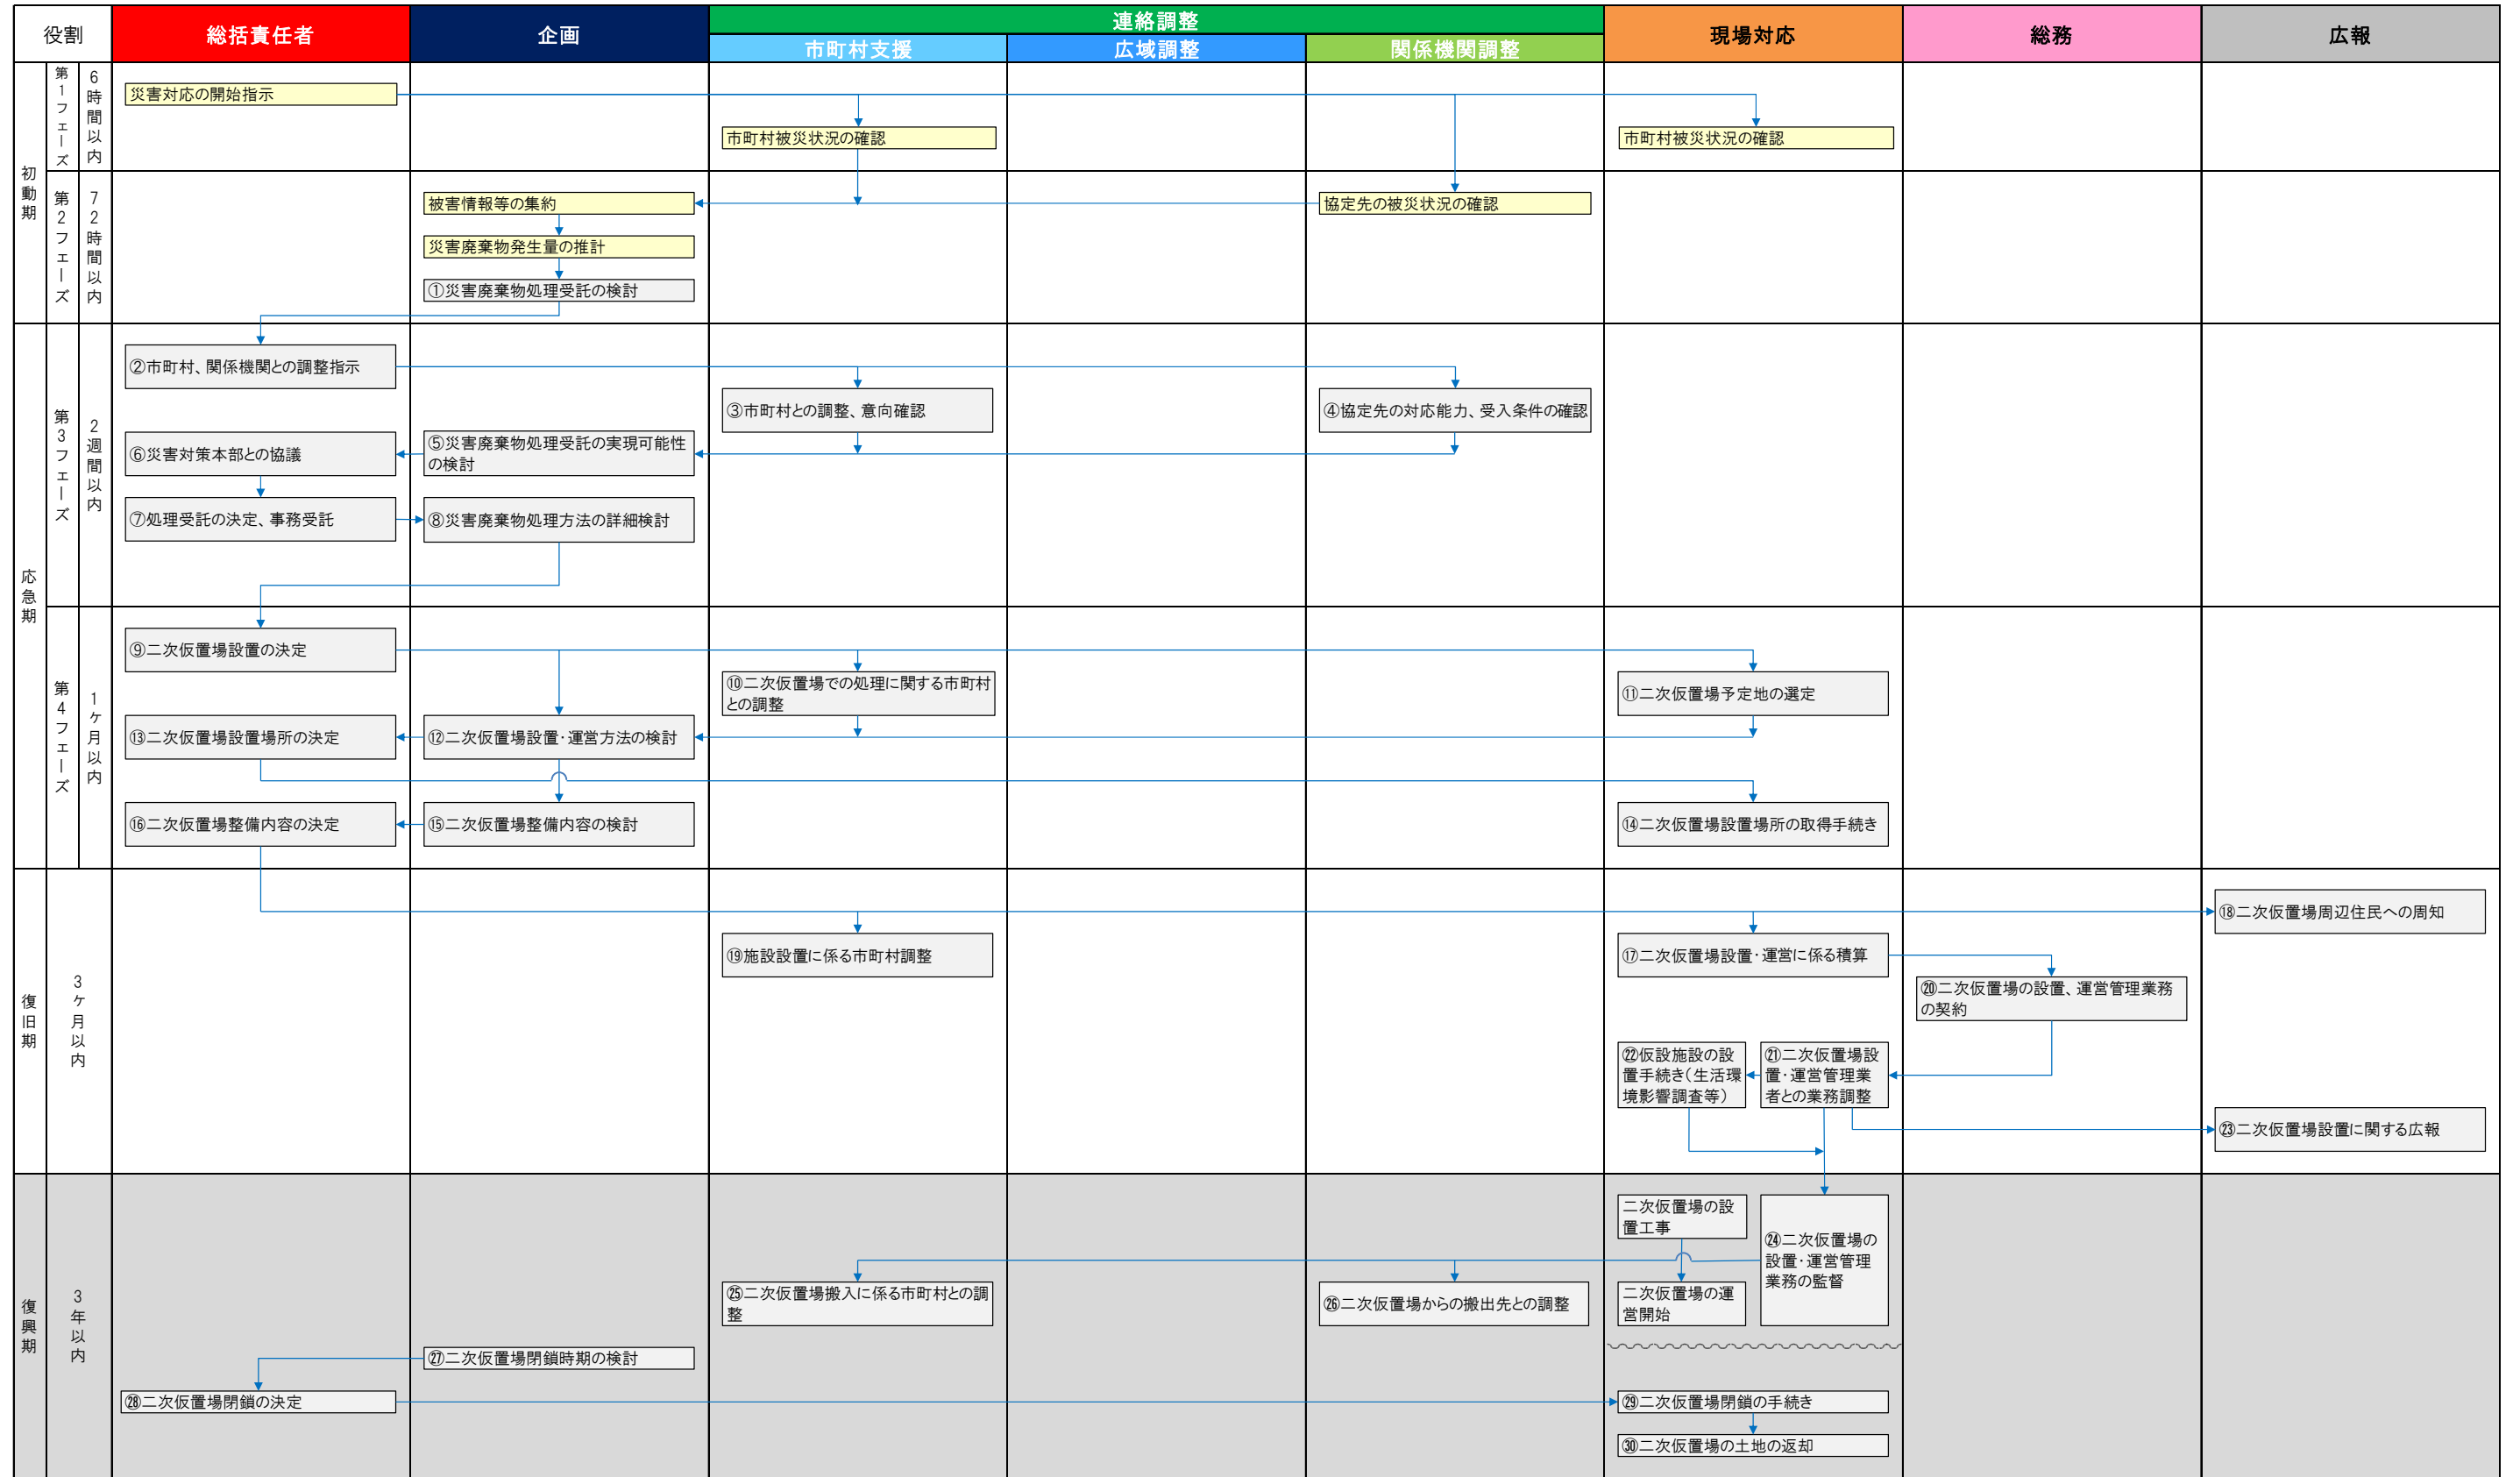 役割
総括責任者
企画
連絡調整
市町村支援
広域調整
関係機関調整
現場対応
総務
広報
初動期
第1フェーズ
6時間以内
災害対応の開始指示
市町村被災状況の確認
市町村被災状況の確認
第2フェーズ
72時間以内
被害情報等の集約
協定先の被災状況の確認
災害廃棄物発生量の推計
①災害廃棄物処理受託の検討
応急期
第3フェーズ
2週間以内
②市町村、関係機関との調整指示
③市町村との調整、意向確認
④協定先の対応能力、受入条件の確認
⑤災害廃棄物処理受託の実現可能性
の検討
⑥災害対策本部との協議
⑦処理受託の決定、事務受託
⑧災害廃棄物処理方法の詳細検討
第4フェーズ
1ヶ月以内
⑨二次仮置場設置の決定
⑩二次仮置場での処理に関する市町村
との調整
⑪二次仮置場予定地の選定
⑬二次仮置場設置場所の決定
⑫二次仮置場設置・運営方法の検討
⑯二次仮置場整備内容の決定
⑮二次仮置場整備内容の検討
⑭二次仮置場設置場所の取得手続き
復旧期
3ヶ月以内
⑱二次仮置場周辺住民への周知
⑲施設設置に係る市町村調整
⑰二次仮置場設置・運営に係る積算
⑳二次仮置場の設置、運営管理業務
の契約
㉒仮設施設の設
置手続き（生活環
境影響調査等）
㉑二次仮置場設
置・運営管理業
者との業務調整
㉓二次仮置場設置に関する広報
復興期
3年以内
二次仮置場の設
置工事
㉔二次仮置場の
設置・運営管理
業務の監督
㉕二次仮置場搬入に係る市町村との調
整
㉖二次仮置場からの搬出先との調整
二次仮置場の運
営開始
㉗二次仮置場閉鎖時期の検討
㉘二次仮置場閉鎖の決定
㉙二次仮置場閉鎖の手続き
㉚二次仮置場の土地の返却